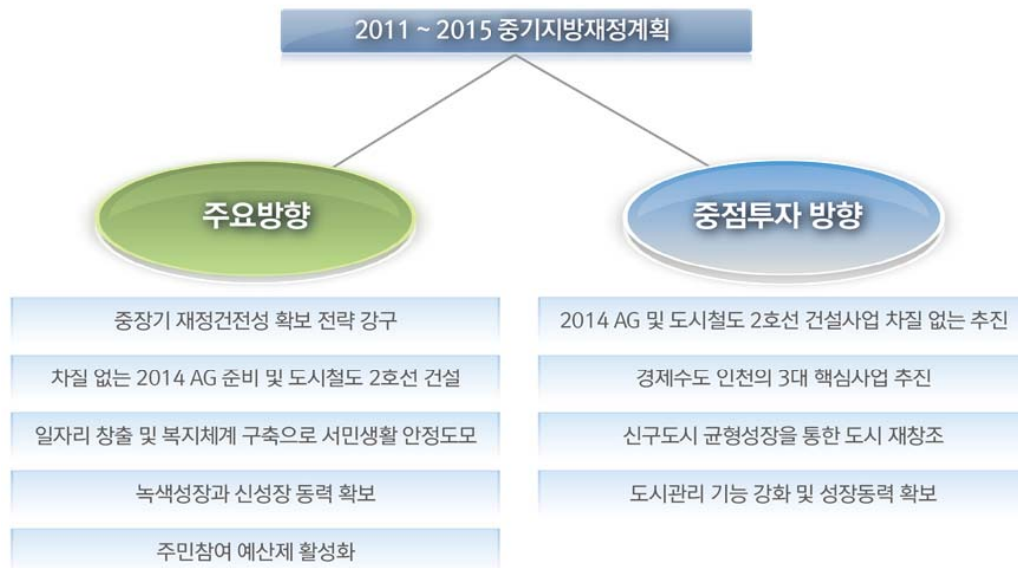 2011 ~ 2015 중기지방재정계획
주요방향
중장기 재정건전성 확보 전략 강구
차질 없는 2014 AG 준비 및 도시철도 2호선 건설
일자리 창출 및 복지체계 구축으로 서민생활 안정도모
녹색성장과 신성장 동력 확보
주민참여 예산제 활성화
중점투자 방향
2014 AG 및 도시철도 2호선 건설사업 차질 없는 추진
경제수도 인천의 3대 핵심사업 추진
신구도시 균형성장을 통한 도시 재창조
도시관리 기능 강화 및 성장동력 확보